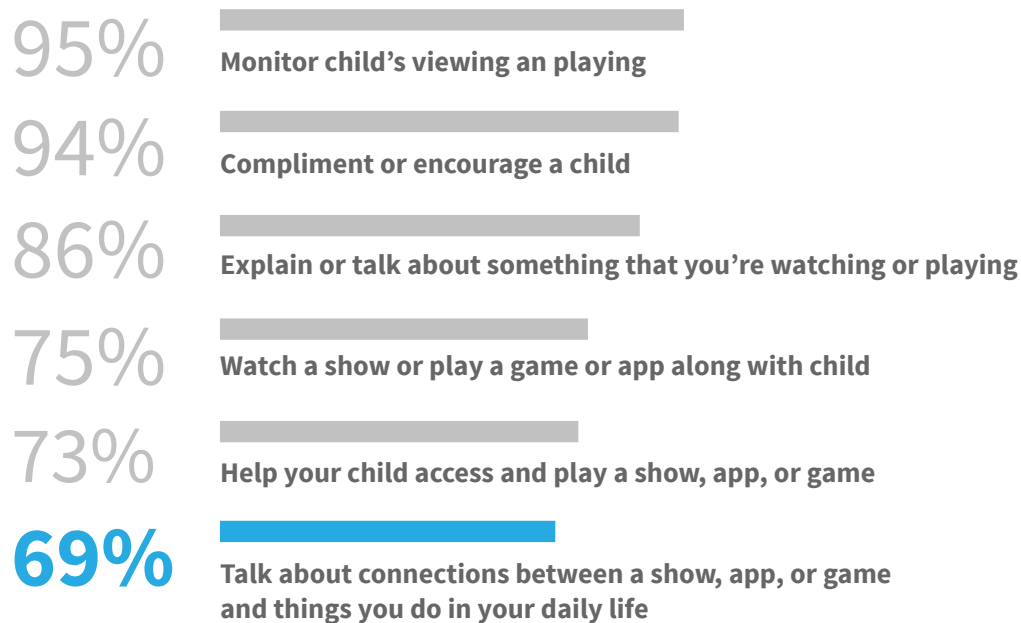 95%
Monitor child’s viewing an playing
94%
Compliment or encourage a child
86%
Explain or talk about something that you’re watching or playing
75%
Watch a show or play a game or app along with child
73%
Help your child access and play a show, app, or game
69%
Talk about connections between a show, app, or game
and things you do in your daily life